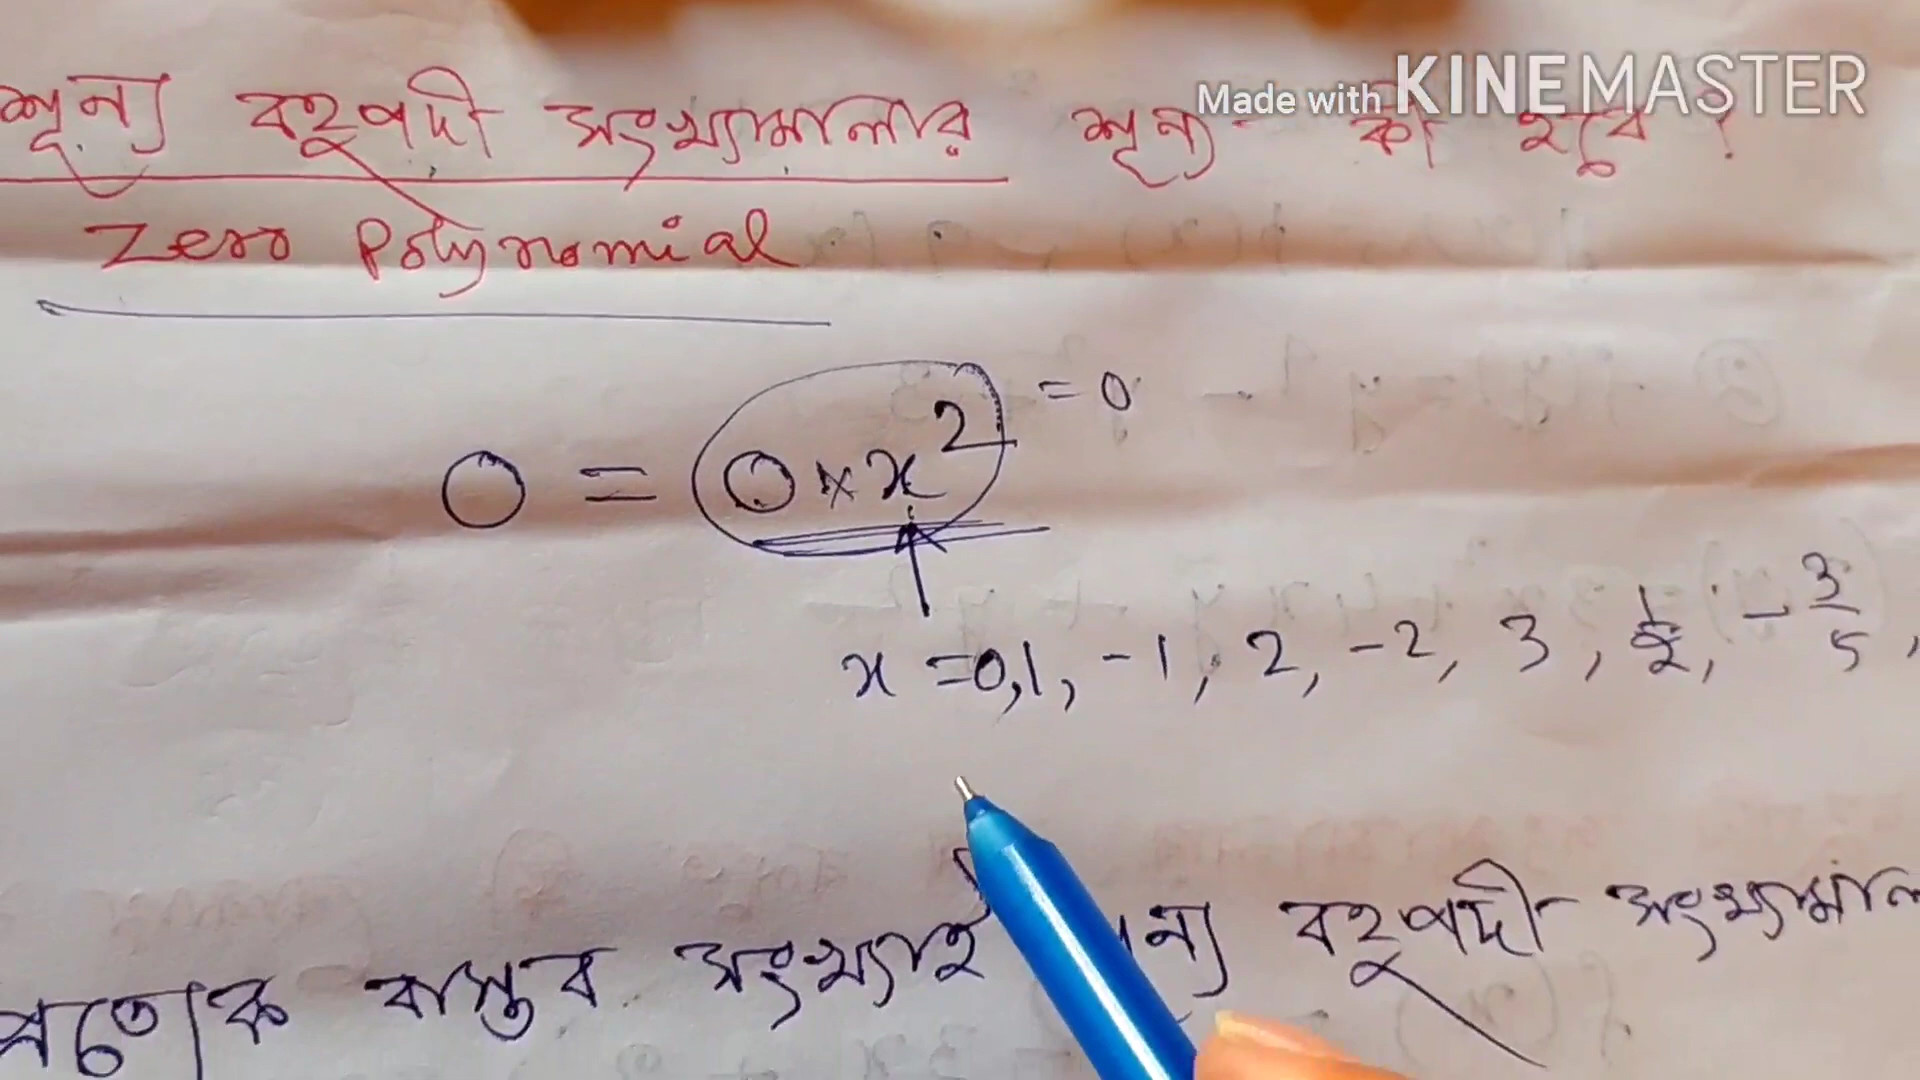 Made with KINEMASTER
শূন্য বহুপদী সংখ্যামালার শূন্য কী হবে ?
Zero Polynomial
0 = 0 × x² = 0
x = 0, 1, -1, 2, -2, 3, 1/2, -3/5,
প্রত্যেক বাস্তব সংখ্যাই বহুপদী